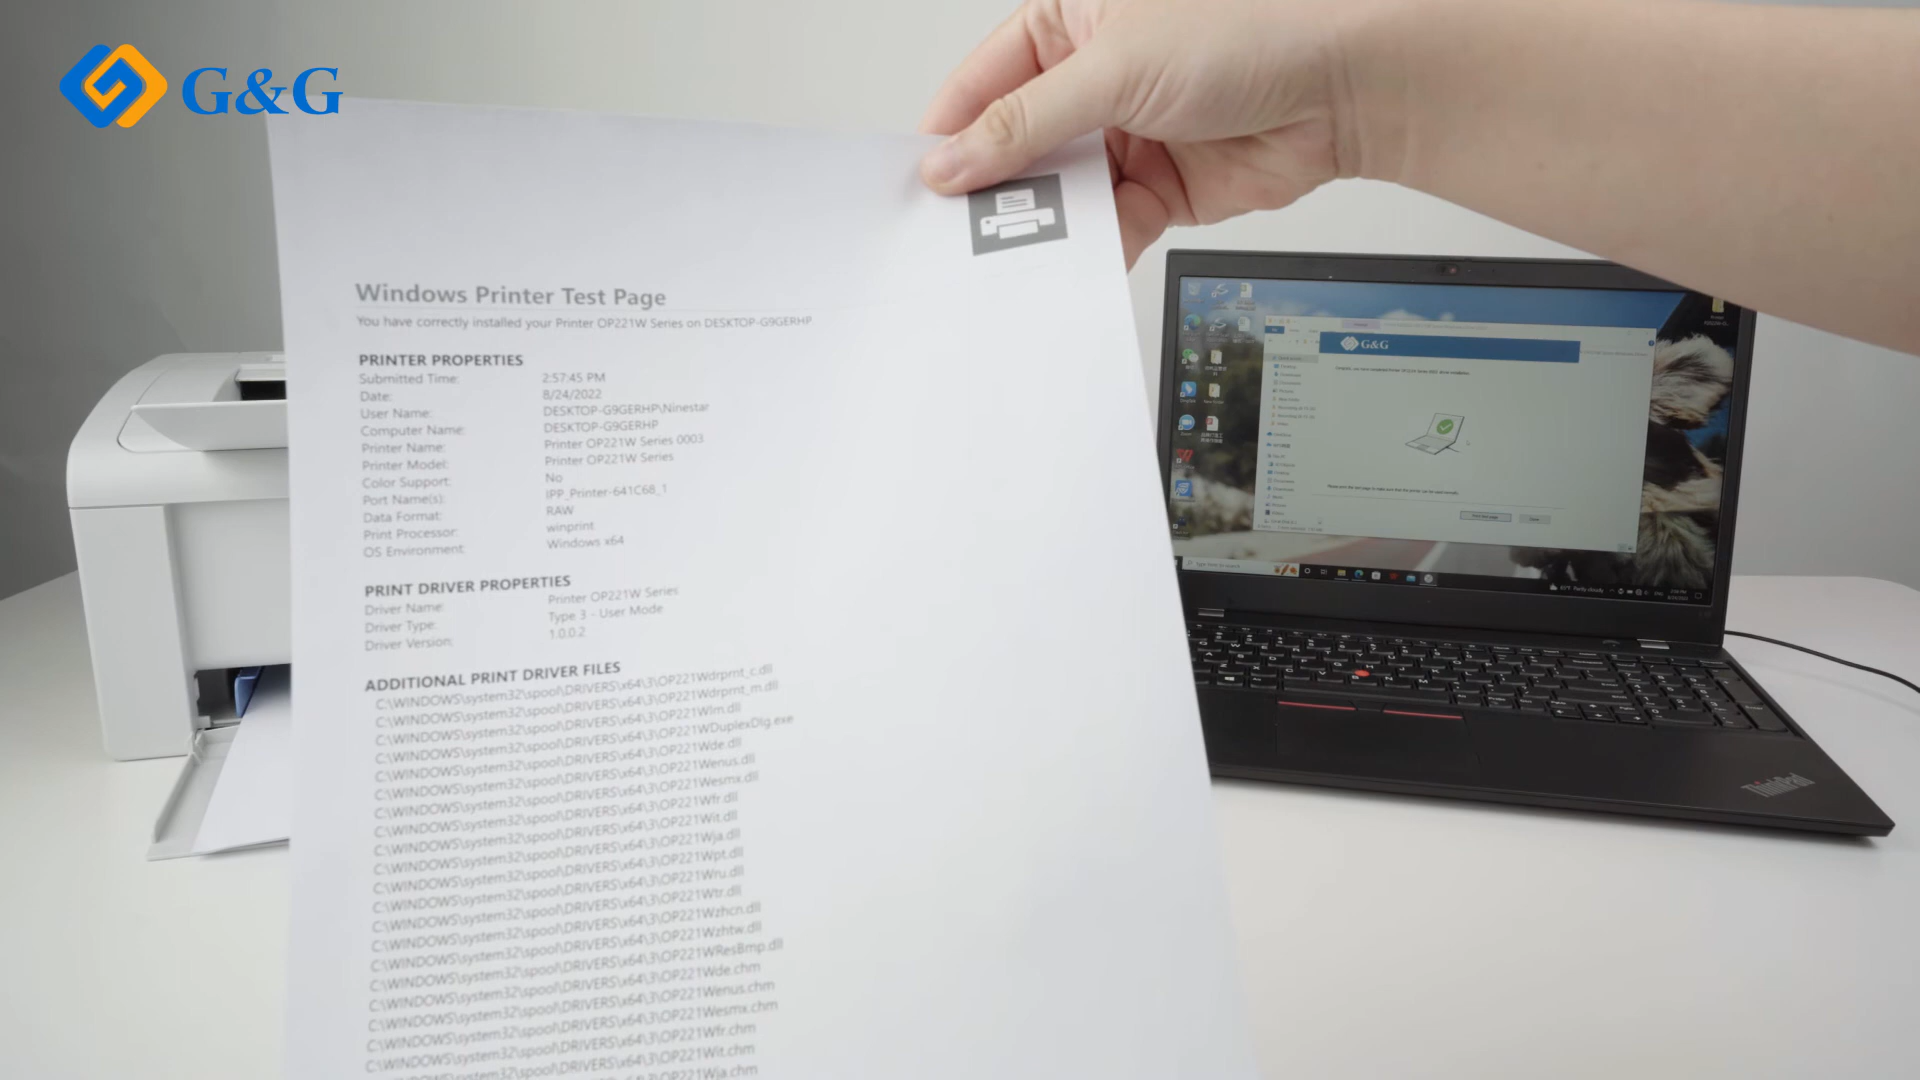 G&G
Windows Printer Test Page
You have correctly installed your Printer OP221W Series on DESKTOP-G9GERHP
PRINTER PROPERTIES
Submitted Time: 2:57:45 PM
Date: 8/24/2022
User Name: DESKTOP-G9GERHP\Ninestar
Computer Name: DESKTOP-G9GERHP
Printer Name: Printer OP221W Series 0003
Printer Model: Printer OP221W Series
Color Support: No
Port Name(s): IPP_Printer-641C68_1
Data Format: RAW
Print Processor: winprint
OS Environment: Windows x64
PRINT DRIVER PROPERTIES
Driver Name: Printer OP221W Series
Driver Type: Type 3 - User Mode
Driver Version: 1.0.0.2
ADDITIONAL PRINT DRIVER FILES
C:\WINDOWS\system32\spool\DRIVERS\x64\3\OP221Wdrprnt_c.dll
C:\WINDOWS\system32\spool\DRIVERS\x64\3\OP221Wdrprnt_m.dll
C:\WINDOWS\system32\spool\DRIVERS\x64\3\OP221Wlm.dll
C:\WINDOWS\system32\spool\DRIVERS\x64\3\OP221WDuplexDlg.exe
C:\WINDOWS\system32\spool\DRIVERS\x64\3\OP221Wde.dll
C:\WINDOWS\system32\spool\DRIVERS\x64\3\OP221Wenus.dll
C:\WINDOWS\system32\spool\DRIVERS\x64\3\OP221Wesmx.dll
C:\WINDOWS\system32\spool\DRIVERS\x64\3\OP221Wfr.dll
C:\WINDOWS\system32\spool\DRIVERS\x64\3\OP221Wit.dll
C:\WINDOWS\system32\spool\DRIVERS\x64\3\OP221Wja.dll
C:\WINDOWS\system32\spool\DRIVERS\x64\3\OP221Wpt.dll
C:\WINDOWS\system32\spool\DRIVERS\x64\3\OP221Wru.dll
C:\WINDOWS\system32\spool\DRIVERS\x64\3\OP221Wtr.dll
C:\WINDOWS\system32\spool\DRIVERS\x64\3\OP221Wzhcn.dll
C:\WINDOWS\system32\spool\DRIVERS\x64\3\OP221Wzhtw.dll
C:\WINDOWS\system32\spool\DRIVERS\x64\3\OP221WResBmp.dll
C:\WINDOWS\system32\spool\DRIVERS\x64\3\OP221Wde.chm
C:\WINDOWS\system32\spool\DRIVERS\x64\3\OP221Wenus.chm
C:\WINDOWS\system32\spool\DRIVERS\x64\3\OP221Wesmx.chm
C:\WINDOWS\system32\spool\DRIVERS\x64\3\OP221Wfr.chm
C:\WINDOWS\system32\spool\DRIVERS\x64\3\OP221Wit.chm
C:\WINDOWS\system32\spool\DRIVERS\x64\3\OP221Wja.chm
G&G
ThinkPad